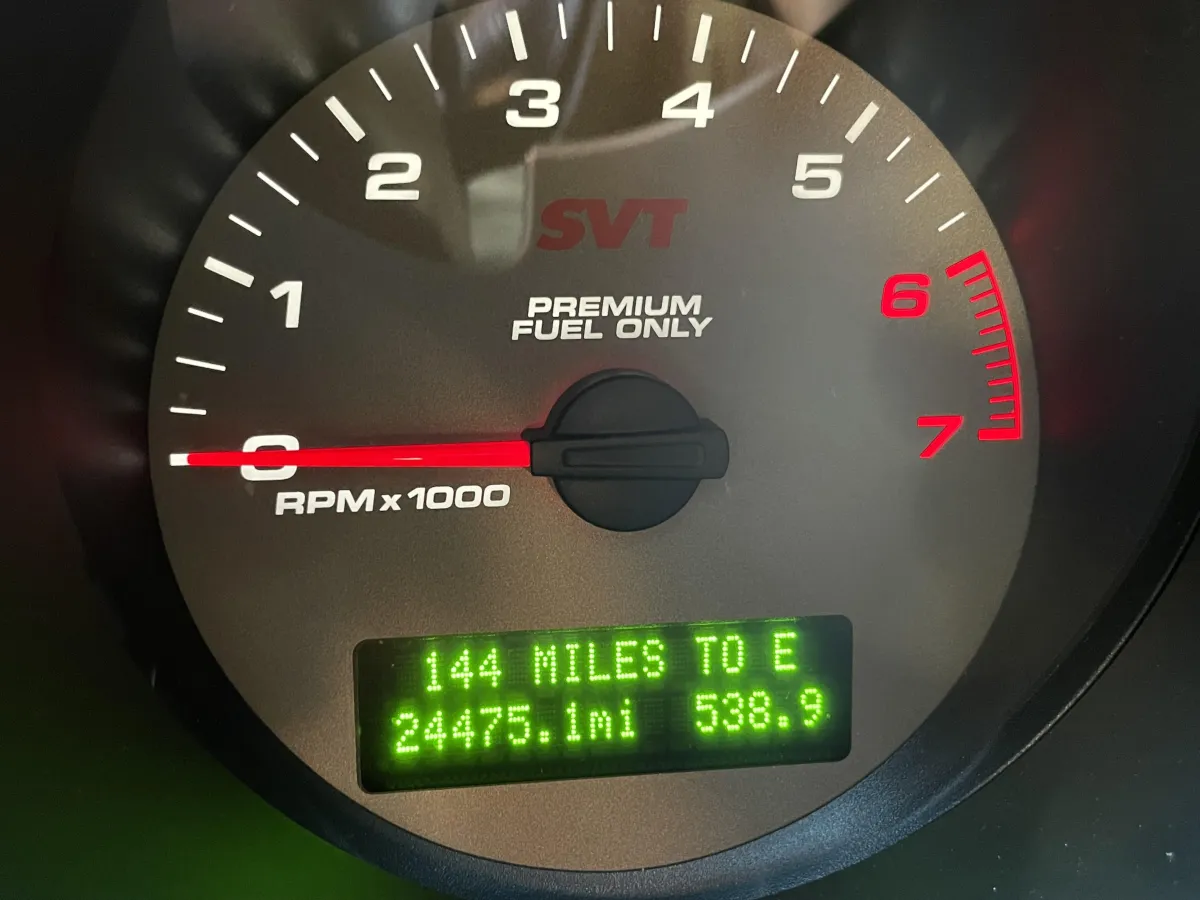 3
4
2
5
SVT
1
6
PREMIUM
FUEL ONLY
0
7
RPM x 1000
144 MILES TO E
24475.1mi 538.9